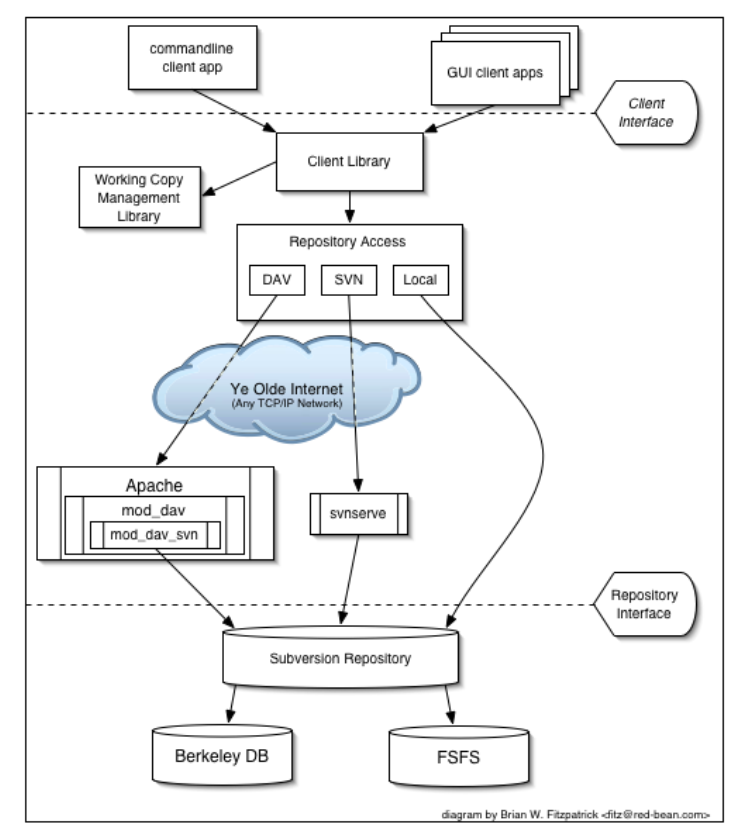 commandline
client app
GUI client apps
Client
Interface
Client Library
Working Copy
Management
Library
Repository Access
DAV
SVN
Local
Ye Olde Internet
(Any TCP/IP Network)
Apache
mod_dav
mod_dav_svn
svnserve
Repository
Interface
Subversion Repository
Berkeley DB
FSFS
diagram by Brian W. Fitzpatrick <fitz@red-bean.com>